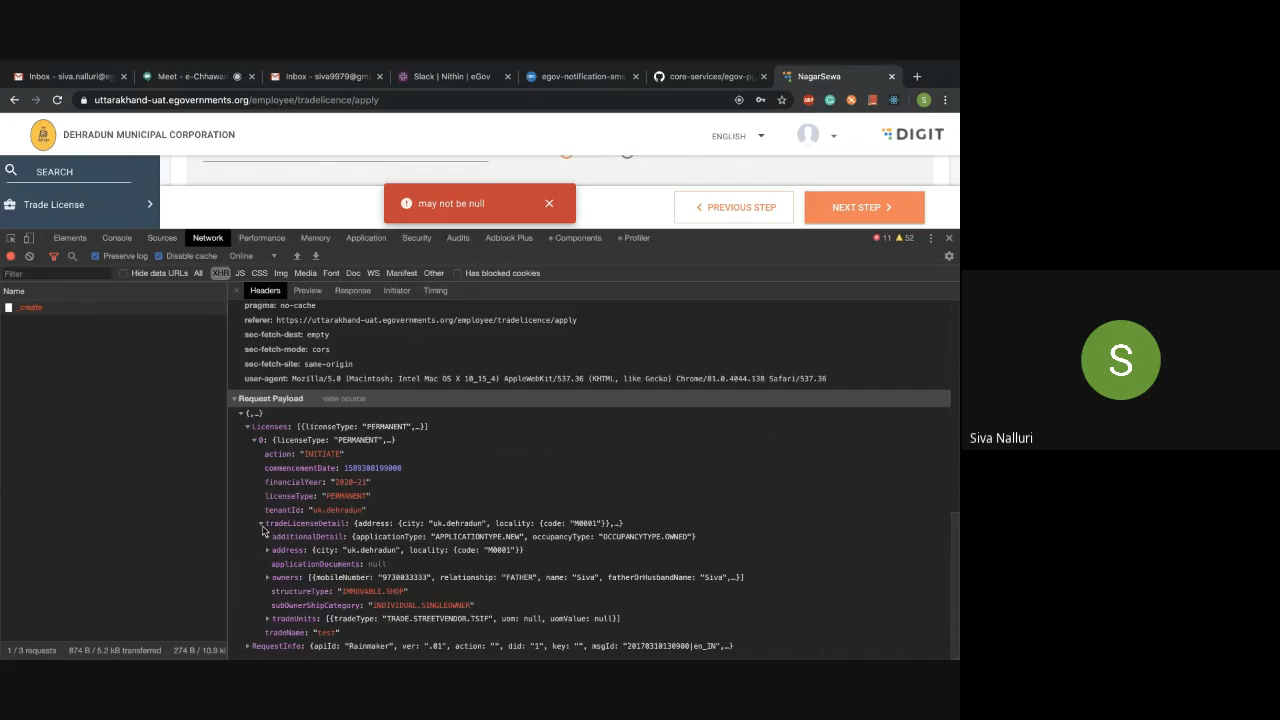 Inbox - siva.nalluri@eg
Meet - e-Chhawan
Inbox - siva9979@gm
Slack | Nithin | eGov
egov-notification-sms
core-services/egov-pg
NagarSewa
uttarakhand-uat.egovernments.org/employee/tradelicence/apply
DEHRADUN MUNICIPAL CORPORATION
ENGLISH
DIGIT
SEARCH
Trade License
may not be null
PREVIOUS STEP
NEXT STEP
Elements Console Sources Network Performance Memory Application Security Audits Adblock Plus Components Profiler 11 52
Preserve log Disable cache Online
Filter Hide data URLs All XHR JS CSS Img Media Font Doc WS Manifest Other Has blocked cookies
Name
Headers Preview Response Initiator Timing
_create
pragma: no-cache
referer: https://uttarakhand-uat.egovernments.org/employee/tradelicence/apply
sec-fetch-dest: empty
sec-fetch-mode: cors
sec-fetch-site: same-origin
user-agent: Mozilla/5.0 (Macintosh; Intel Mac OS X 10_15_4) AppleWebKit/537.36 (KHTML, like Gecko) Chrome/81.0.4044.138 Safari/537.36
Request Payload view source
{,…}
Licenses: [{licenseType: "PERMANENT",…}]
0: {licenseType: "PERMANENT",…}
action: "INITIATE"
commencementDate: 1589308199000
financialYear: "2020-21"
licenseType: "PERMANENT"
tenantId: "uk.dehradun"
tradeLicenseDetail: {address: {city: "uk.dehradun", locality: {code: "M0001"}},…}
additionalDetail: {applicationType: "APPLICATIONTYPE.NEW", occupancyType: "OCCUPANCYTYPE.OWNED"}
address: {city: "uk.dehradun", locality: {code: "M0001"}}
applicationDocuments: null
owners: [{mobileNumber: "9730033333", relationship: "FATHER", name: "Siva", fatherOrHusbandName: "Siva",…}]
structureType: "IMMOVABLE.SHOP"
subOwnerShipCategory: "INDIVIDUAL.SINGLEOWNER"
tradeUnits: [{tradeType: "TRADE.STREETVENDOR.TSIF", uom: null, uomValue: null}]
tradeName: "test"
RequestInfo: {apiId: "Rainmaker", ver: ".01", action: "", did: "1", key: "", msgId: "20170310130900|en_IN",…}
1 / 3 requests 874 B / 5.2 kB transferred 274 B / 10.9 kl
S
Siva Nalluri